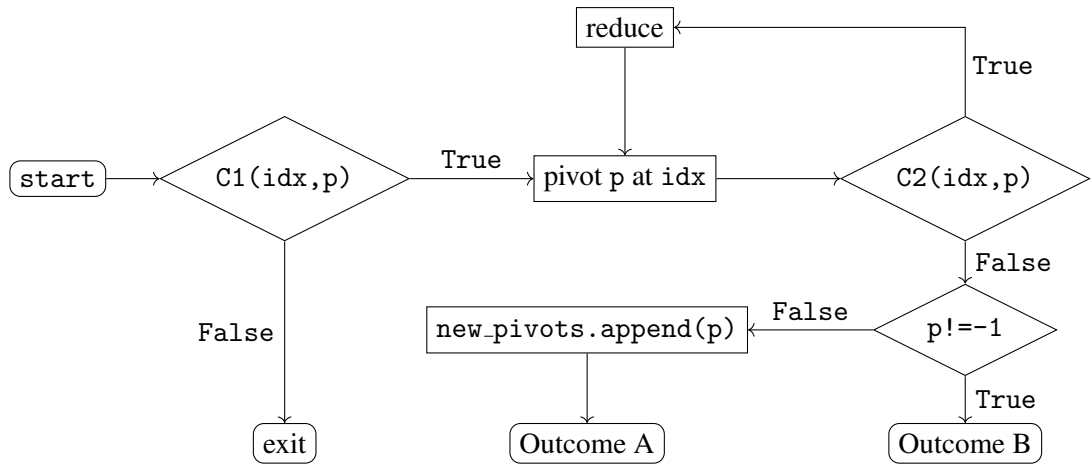 reduce
True
start
C1(idx,p)
True
pivot p at idx
C2(idx,p)
False
False
new_pivots.append(p)
False
p!=-1
True
exit
Outcome A
Outcome B